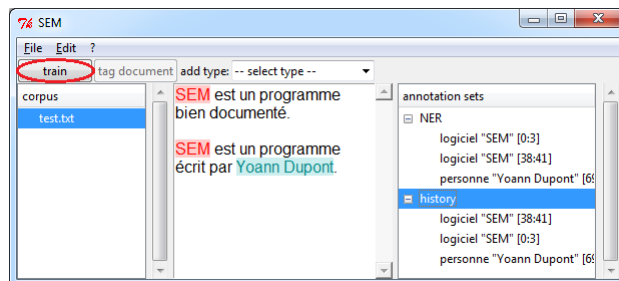 SEM
File Edit ?
train tag document add type: -- select type --
corpus
test.txt
SEM est un programme
bien documenté.
SEM est un programme
écrit par Yoann Dupont.
annotation sets
NER
logiciel "SEM" [0:3]
logiciel "SEM" [38:41]
personne "Yoann Dupont" [69
history
logiciel "SEM" [38:41]
logiciel "SEM" [0:3]
personne "Yoann Dupont" [69